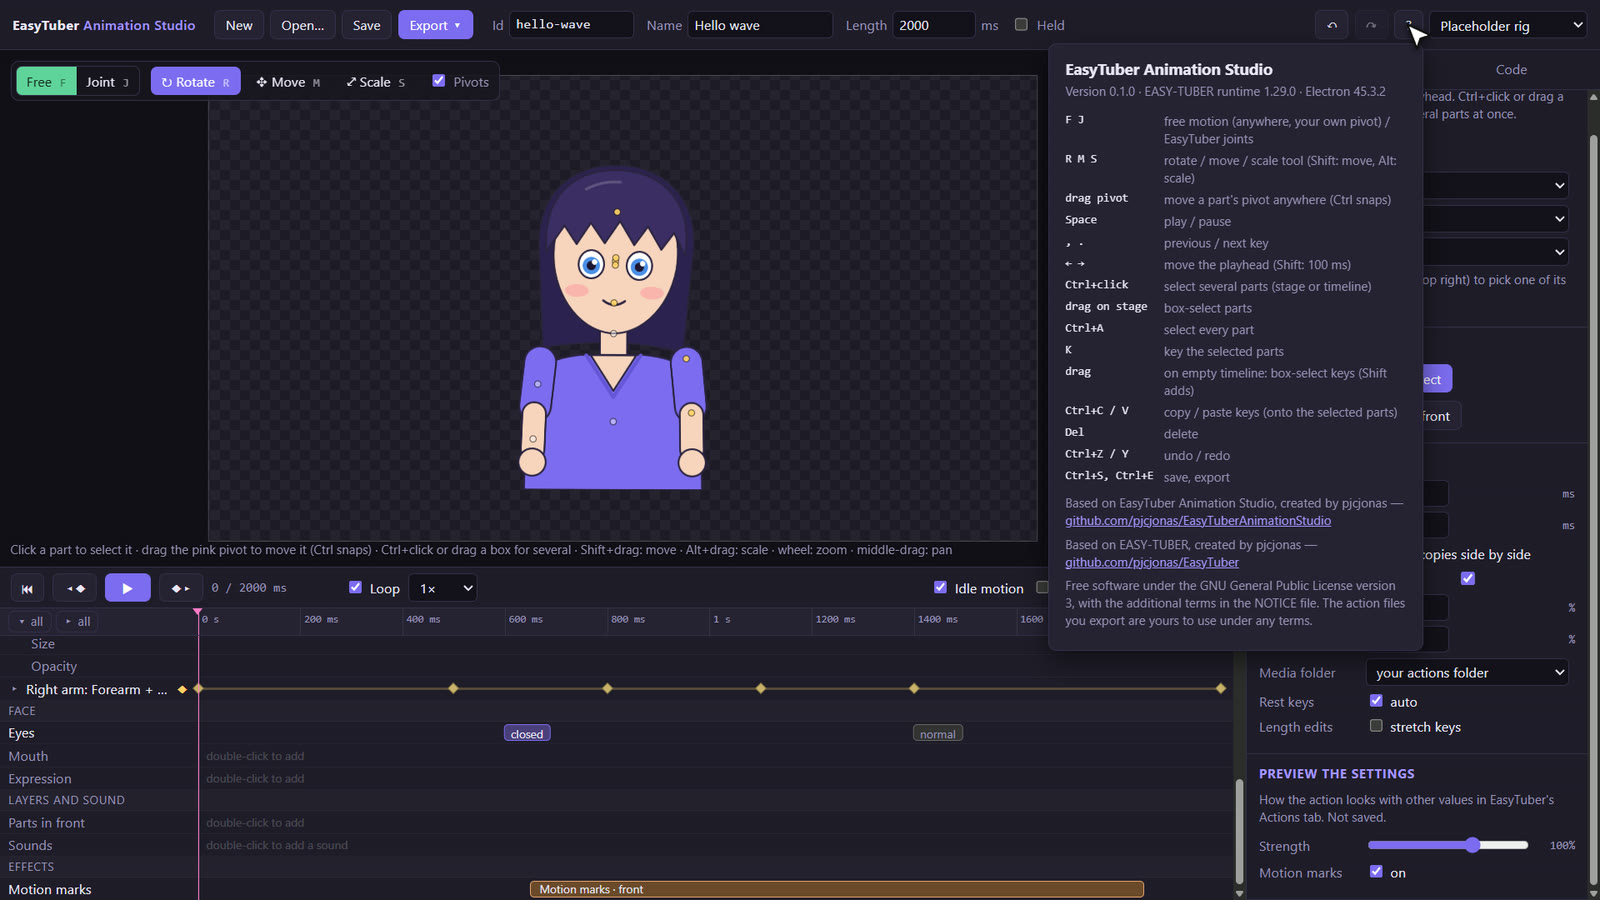 EasyTuber Animation Studio
New
Open...
Save
Export ▾
Id
hello-wave
Name
Hello wave
Length
2000
ms
Held
Placeholder rig
Free F
Joint J
↻ Rotate R
✥ Move M
⤢ Scale S
Pivots
EasyTuber Animation Studio
Version 0.1.0 · EASY-TUBER runtime 1.29.0 · Electron 45.3.2
F J
free motion (anywhere, your own pivot) /
EasyTuber joints
R M S
rotate / move / scale tool (Shift: move, Alt:
scale)
drag pivot
move a part's pivot anywhere (Ctrl snaps)
Space
play / pause
, .
previous / next key
← →
move the playhead (Shift: 100 ms)
Ctrl+click
select several parts (stage or timeline)
drag on stage
box-select parts
Ctrl+A
select every part
K
key the selected parts
drag
on empty timeline: box-select keys (Shift
adds)
Ctrl+C / V
copy / paste keys (onto the selected parts)
Del
delete
Ctrl+Z / Y
undo / redo
Ctrl+S, Ctrl+E
save, export
Based on EasyTuber Animation Studio, created by pjcjonas —
github.com/pjcjonas/EasyTuberAnimationStudio
Based on EASY-TUBER, created by pjcjonas —
github.com/pjcjonas/EasyTuber
Free software under the GNU General Public License version
3, with the additional terms in the NOTICE file. The action files
you export are yours to use under any terms.
Code
head. Ctrl+click or drag a
ral parts at once.
op right) to pick one of its
ect
ront
ms
ms
opies side by side
%
%
Media folder
your actions folder
Rest keys
auto
Length edits
stretch keys
PREVIEW THE SETTINGS
How the action looks with other values in EasyTuber's
Actions tab. Not saved.
Strength
100%
Motion marks
on
Click a part to select it · drag the pink pivot to move it (Ctrl snaps) · Ctrl+click or drag a box for several · Shift+drag: move · Alt+drag: scale · wheel: zoom · middle-drag: pan
0 / 2000 ms
Loop
1×
Idle motion
▾ all
▸ all
0 s
200 ms
400 ms
600 ms
800 ms
1 s
1200 ms
1400 ms
1600
Size
Opacity
Right arm: Forearm + ...
FACE
Eyes
closed
normal
Mouth
double-click to add
Expression
double-click to add
LAYERS AND SOUND
Parts in front
double-click to add
Sounds
double-click to add a sound
EFFECTS
Motion marks
Motion marks · front